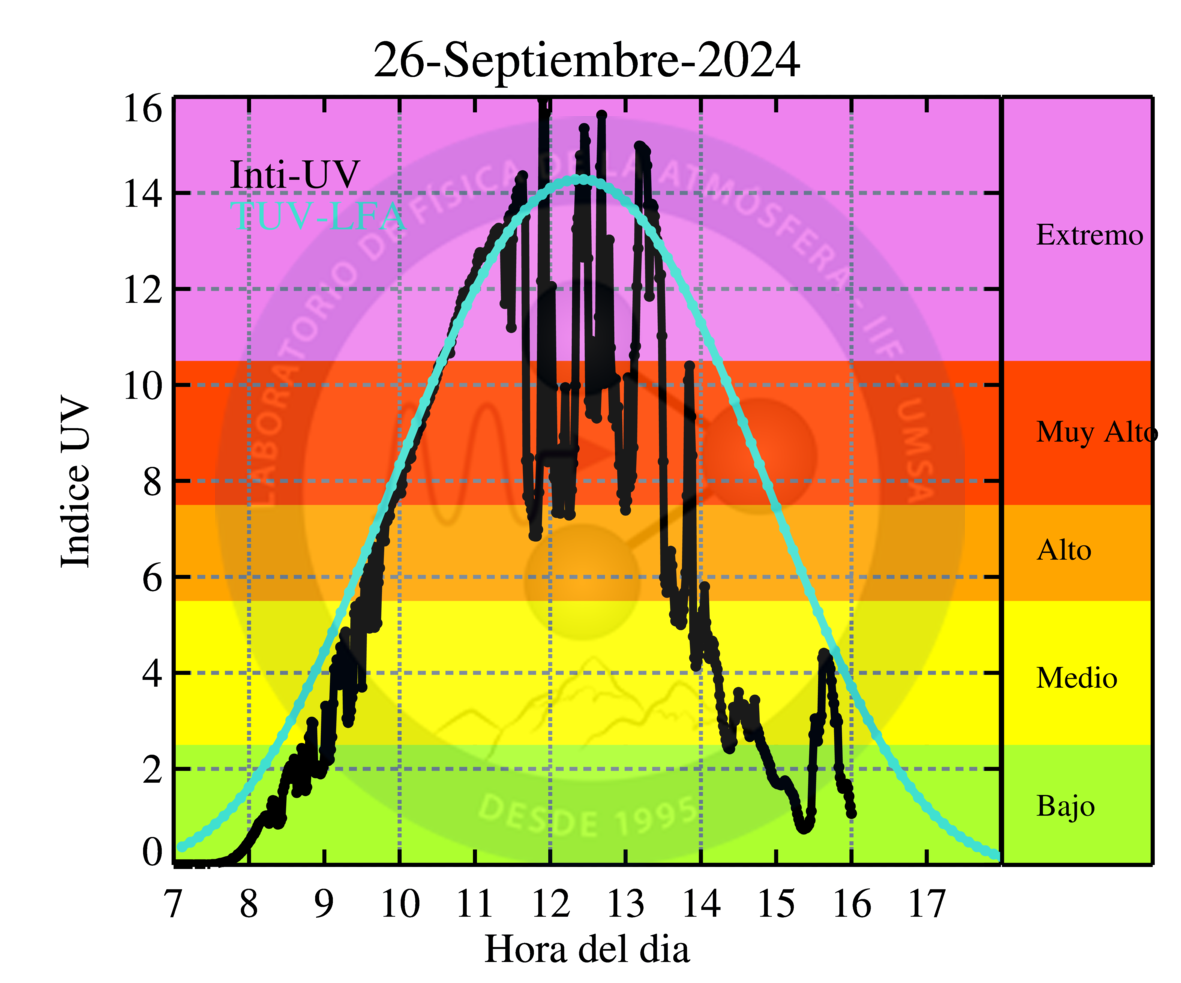 26-Septiembre-2024
16
14
12
10
8
6
4
2
0
Indice UV
Inti-UV
TUV-LFA
LABORATORIO DE FÍSICA DE LA ATMÓSFERA - IIF - UMSA
DESDE 1995
Extremo
Muy Alto
Alto
Medio
Bajo
7 8 9 10 11 12 13 14 15 16 17
Hora del dia